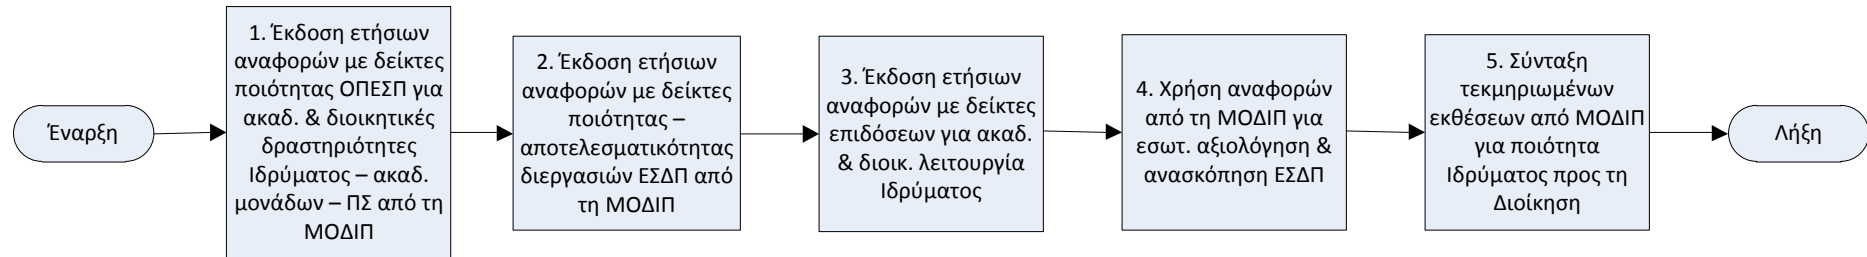 Έναρξη
1. Έκδοση ετήσιων
αναφορών με δείκτες
ποιότητας ΟΠΕΣΠ για
ακαδ. & διοικητικές
δραστηριότητες
Ιδρύματος – ακαδ.
μονάδων – ΠΣ από τη
ΜΟΔΙΠ
2. Έκδοση ετήσιων
αναφορών με δείκτες
ποιότητας –
αποτελεσματικότητας
διεργασιών ΕΣΔΠ από
τη ΜΟΔΙΠ
3. Έκδοση ετήσιων
αναφορών με δείκτες
επιδόσεων για ακαδ.
& διοικ. λειτουργία
Ιδρύματος
4. Χρήση αναφορών
από τη ΜΟΔΙΠ για
εσωτ. αξιολόγηση &
ανασκόπηση ΕΣΔΠ
5. Σύνταξη
τεκμηριωμένων
εκθέσεων από ΜΟΔΙΠ
για ποιότητα
Ιδρύματος προς τη
Διοίκηση
Λήξη